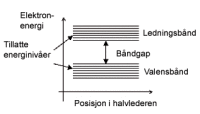 Elektron-
energi
Ledningsbånd
Tillatte
energinivåer
Båndgap
Valensbånd
Posisjon i halvlederen